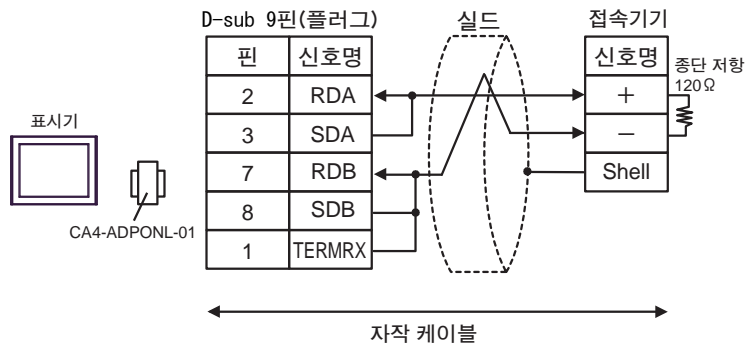 D-sub 9핀(플러그)
실드
접속기기
핀 신호명
신호명
종단 저항
120Ω
2 RDA
+
3 SDA
−
7 RDB
Shell
8 SDB
1 TERMRX
표시기
CA4-ADPONL-01
자작 케이블